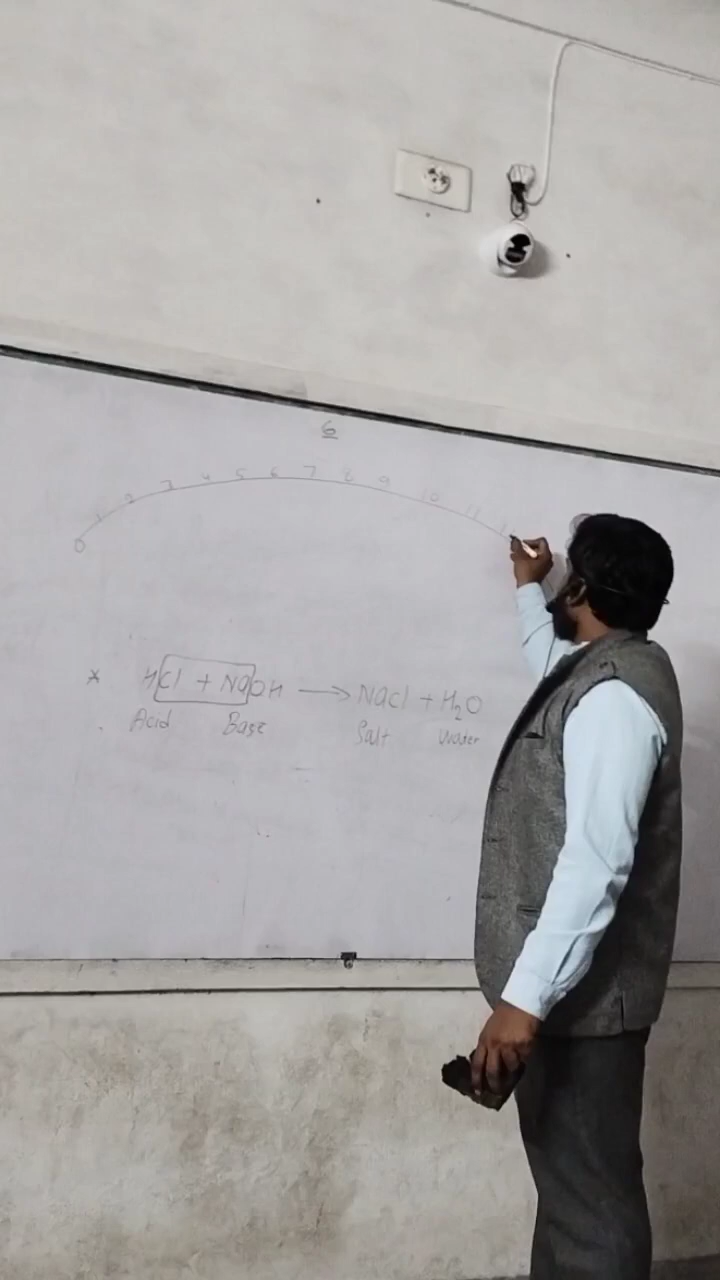 6
0 1 2 3 4 5 6 7 8 9 10 11
* HCl + NaOH ⟶ NaCl + H₂O
Acid Base Salt Water